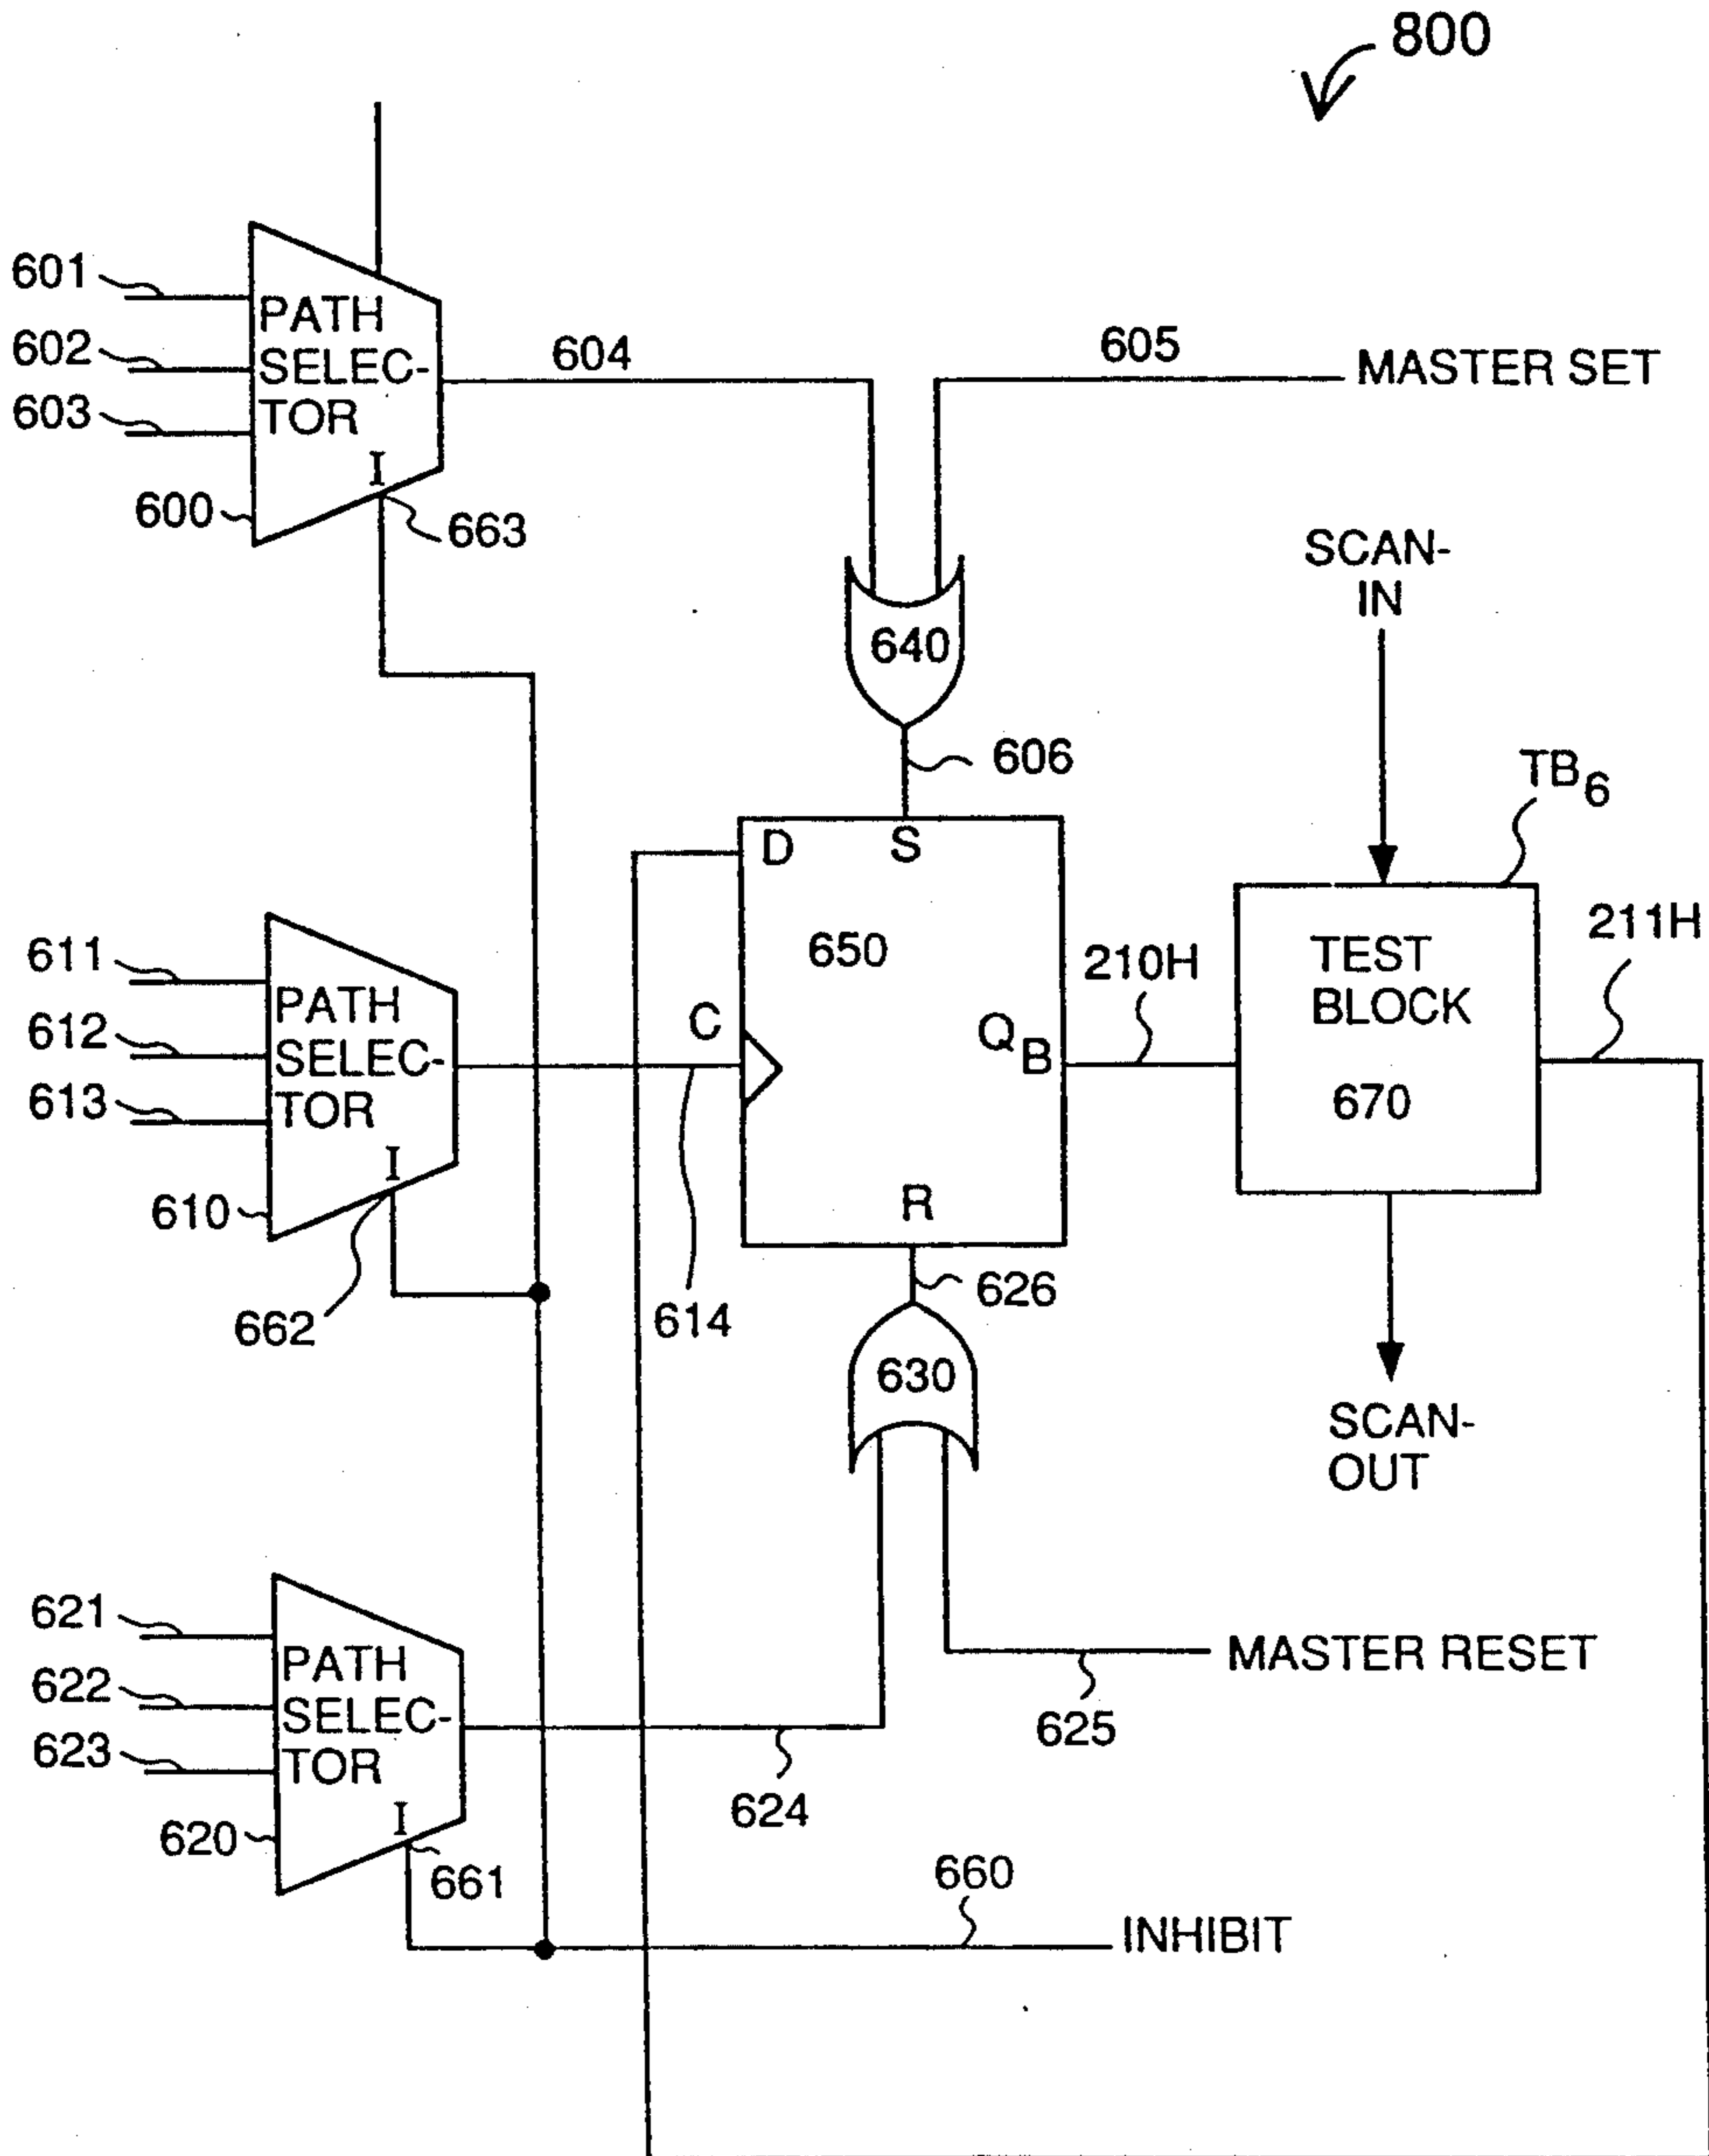 800
601
602
603
PATH
SELEC-
TOR
I
600
663
604
605
MASTER SET
640
606
SCAN-
IN
TB6
D
S
650
C
QB
R
210H
TEST
BLOCK
670
211H
611
612
613
PATH
SELEC-
TOR
I
610
662
614
626
630
SCAN-
OUT
621
622
623
PATH
SELEC-
TOR
I
620
661
624
625
MASTER RESET
660
INHIBIT